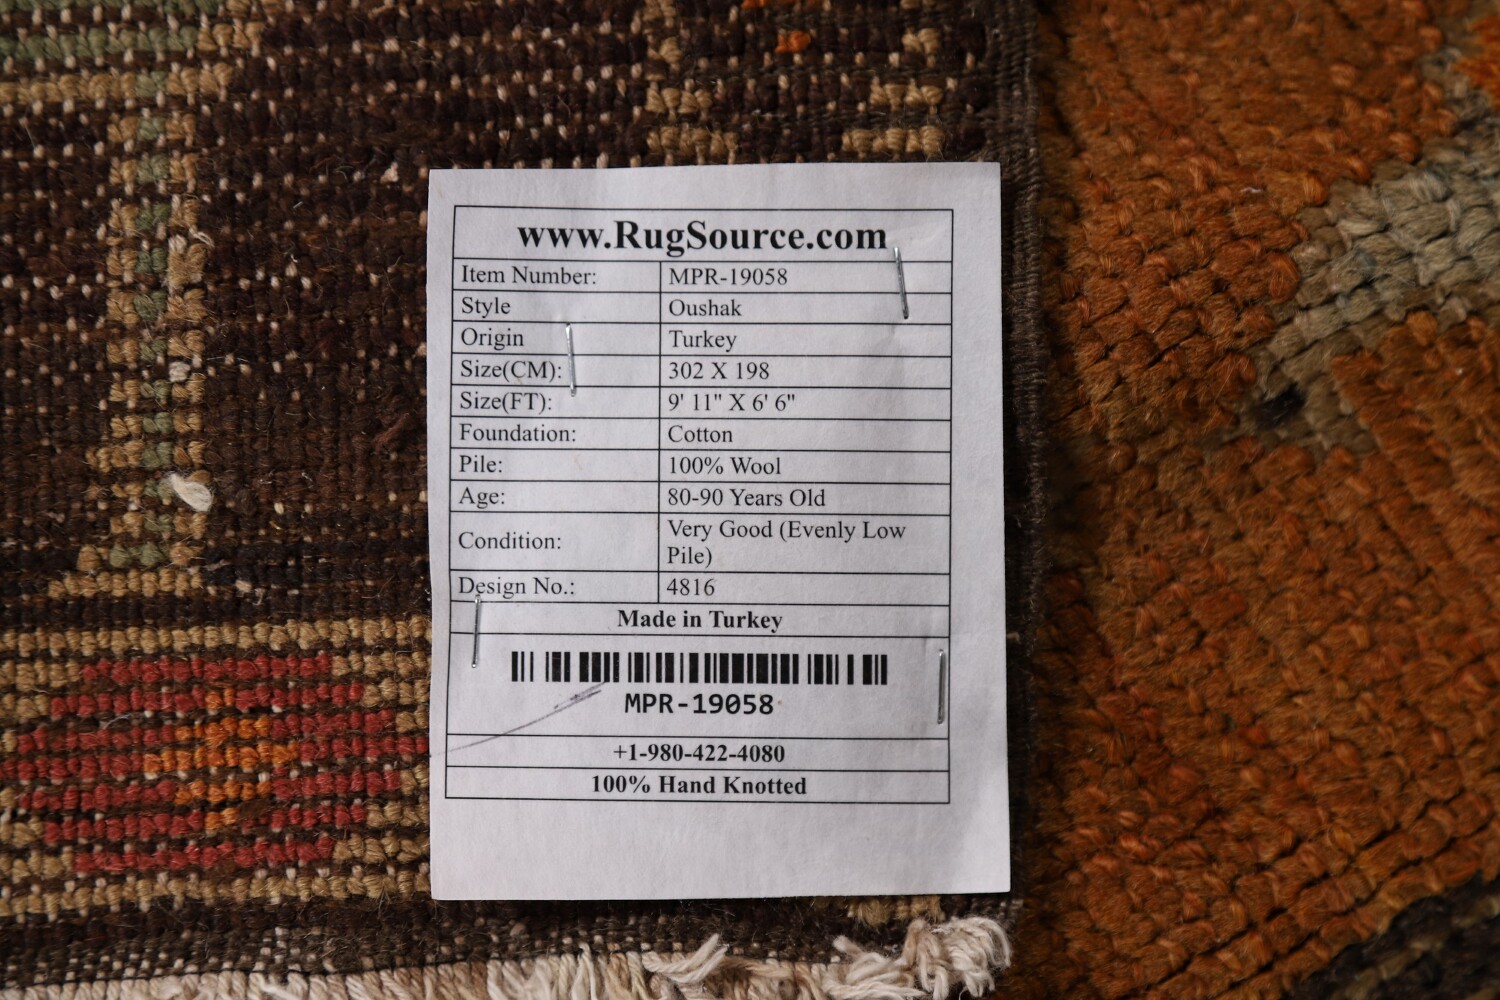 www.RugSource.com
Item Number: MPR-19058
Style Oushak
Origin Turkey
Size(CM): 302 X 198
Size(FT): 9' 11" X 6' 6"
Foundation: Cotton
Pile: 100% Wool
Age: 80-90 Years Old
Condition: Very Good (Evenly Low
Pile)
Design No.: 4816
Made in Turkey
MPR-19058
+1-980-422-4080
100% Hand Knotted